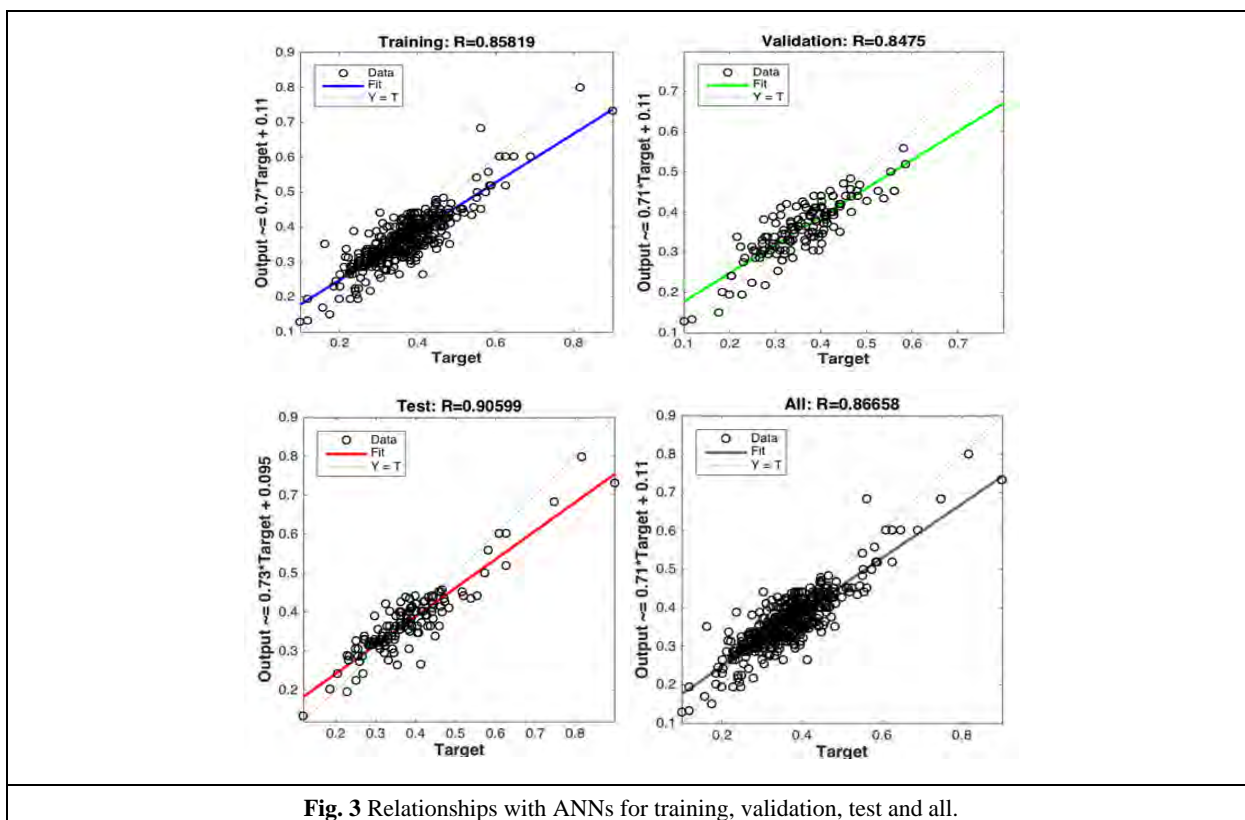 Training: R=0.85819
Output ~= 0.7*Target + 0.11
0.9
0.8
0.7
0.6
0.5
0.4
0.3
0.2
0.1
Data
Fit
Y = T
0.2 0.4 0.6 0.8
Target
Validation: R=0.8475
Output ~= 0.71*Target + 0.11
0.7
0.6
0.5
0.4
0.3
0.2
0.1
Data
Fit
Y = T
0.1 0.2 0.3 0.4 0.5 0.6 0.7
Target
Test: R=0.90599
Output ~= 0.73*Target + 0.095
0.9
0.8
0.7
0.6
0.5
0.4
0.3
0.2
Data
Fit
Y = T
0.2 0.3 0.4 0.5 0.6 0.7 0.8
Target
All: R=0.86658
Output ~= 0.71*Target + 0.11
0.9
0.8
0.7
0.6
0.5
0.4
0.3
0.2
0.1
Data
Fit
Y = T
0.2 0.4 0.6 0.8
Target
Fig. 3 Relationships with ANNs for training, validation, test and all.